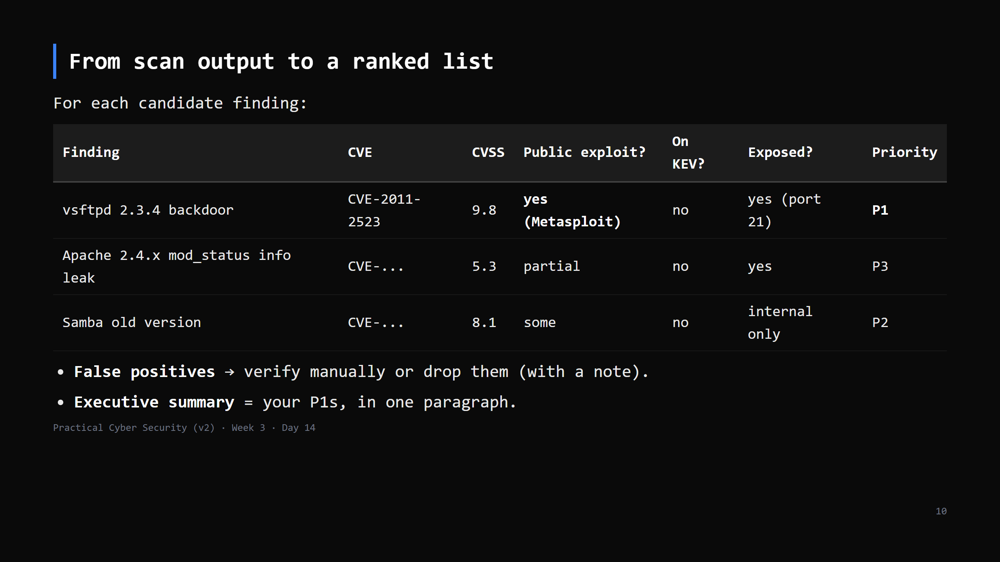 From scan output to a ranked list
For each candidate finding:
Finding CVE CVSS Public exploit? On KEV? Exposed? Priority
vsftpd 2.3.4 backdoor CVE-2011-2523 9.8 yes (Metasploit) no yes (port 21) P1
Apache 2.4.x mod_status info leak CVE-... 5.3 partial no yes P3
Samba old version CVE-... 8.1 some no internal only P2
• False positives → verify manually or drop them (with a note).
• Executive summary = your P1s, in one paragraph.
Practical Cyber Security (v2) · Week 3 · Day 14
10